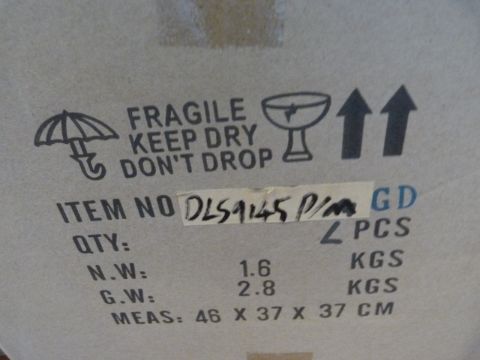 FRAGILE
KEEP DRY
DON'T DROP
ITEM NO DLS9145 P/m GD
QTY: 2 PCS
N.W: 1.6 KGS
G.W: 2.8 KGS
MEAS: 46 X 37 X 37 CM